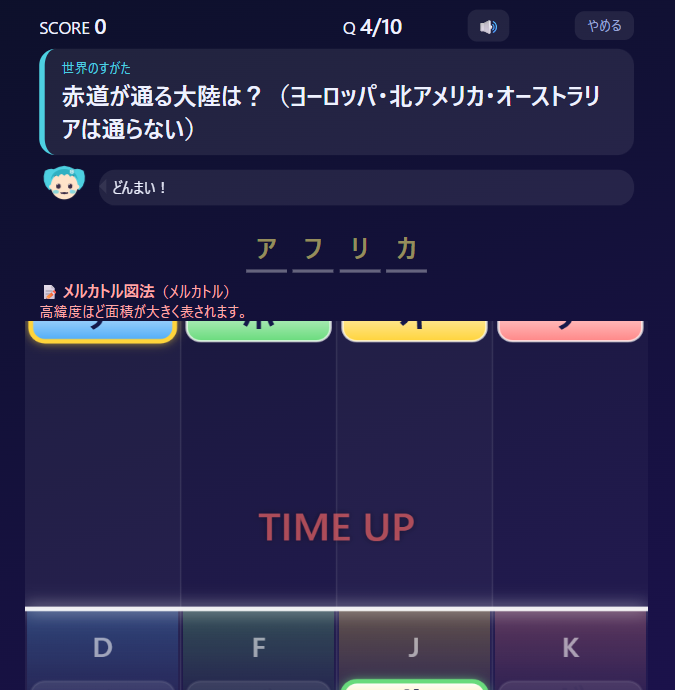 SCORE 0
Q 4/10
やめる
世界のすがた
赤道が通る大陸は？（ヨーロッパ・北アメリカ・オーストラリ
アは通らない）
どんまい！
ア フ リ カ
メルカトル図法（メルカトル）
高緯度ほど面積が大きく表されます。
TIME UP
D F J K